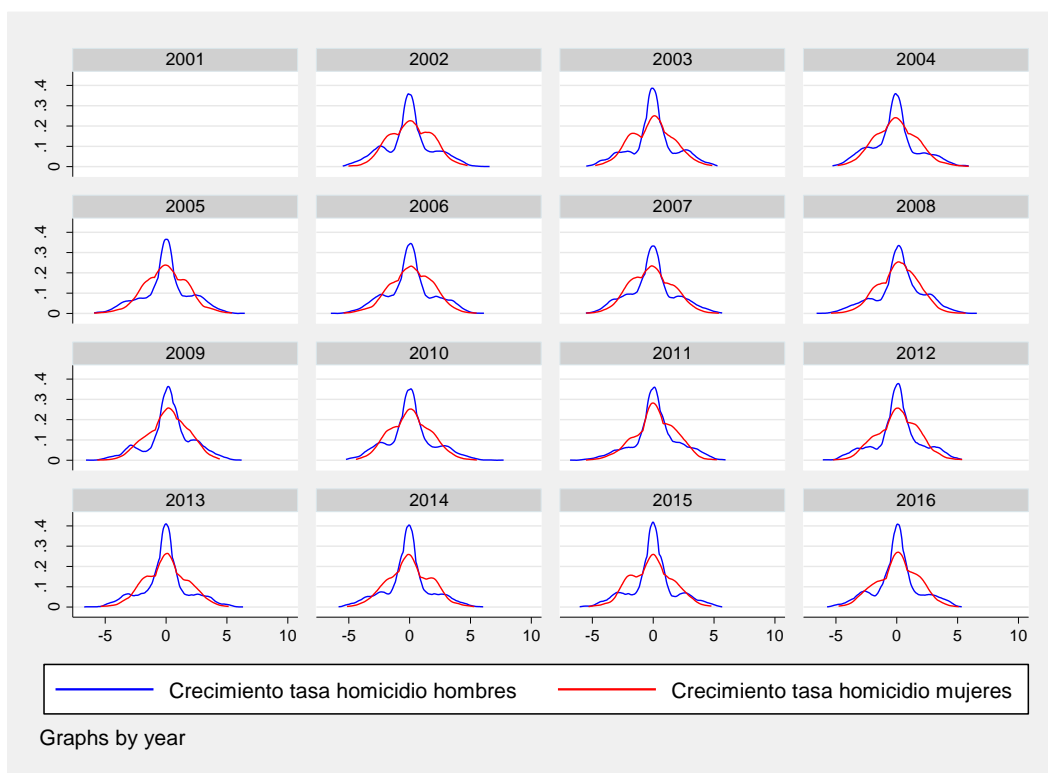 2001 2002 2003 2004
0 .1 .2 .3 .4
2005 2006 2007 2008
0 .1 .2 .3 .4
2009 2010 2011 2012
0 .1 .2 .3 .4
2013 2014 2015 2016
0 .1 .2 .3 .4
-5 0 5 10 -5 0 5 10 -5 0 5 10 -5 0 5 10
Crecimiento tasa homicidio hombres Crecimiento tasa homicidio mujeres
Graphs by year